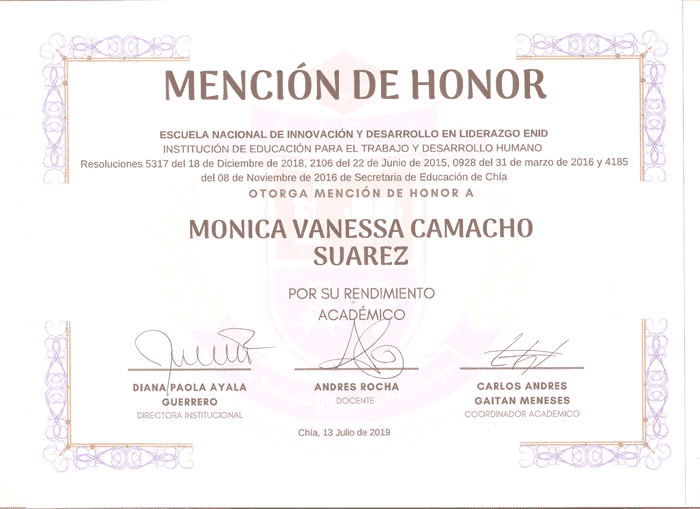 MENCIÓN DE HONOR
ESCUELA NACIONAL DE INNOVACIÓN Y DESARROLLO EN LIDERAZGO ENID
INSTITUCIÓN DE EDUCACIÓN PARA EL TRABAJO Y DESARROLLO HUMANO
Resoluciones 5317 del 18 de Diciembre de 2018, 2106 del 22 de Junio de 2015, 0928 del 31 de marzo de 2016 y 4185
del 08 de Noviembre de 2016 de Secretaria de Educación de Chía
OTORGA MENCIÓN DE HONOR A
MONICA VANESSA CAMACHO
SUAREZ
POR SU RENDIMIENTO
ACADÉMICO
DIANA PAOLA AYALA
GUERRERO
DIRECTORA INSTITUCIONAL
ANDRES ROCHA
DOCENTE
CARLOS ANDRES
GAITAN MENESES
COORDINADOR ACADEMICO
Chía, 13 Julio de 2019